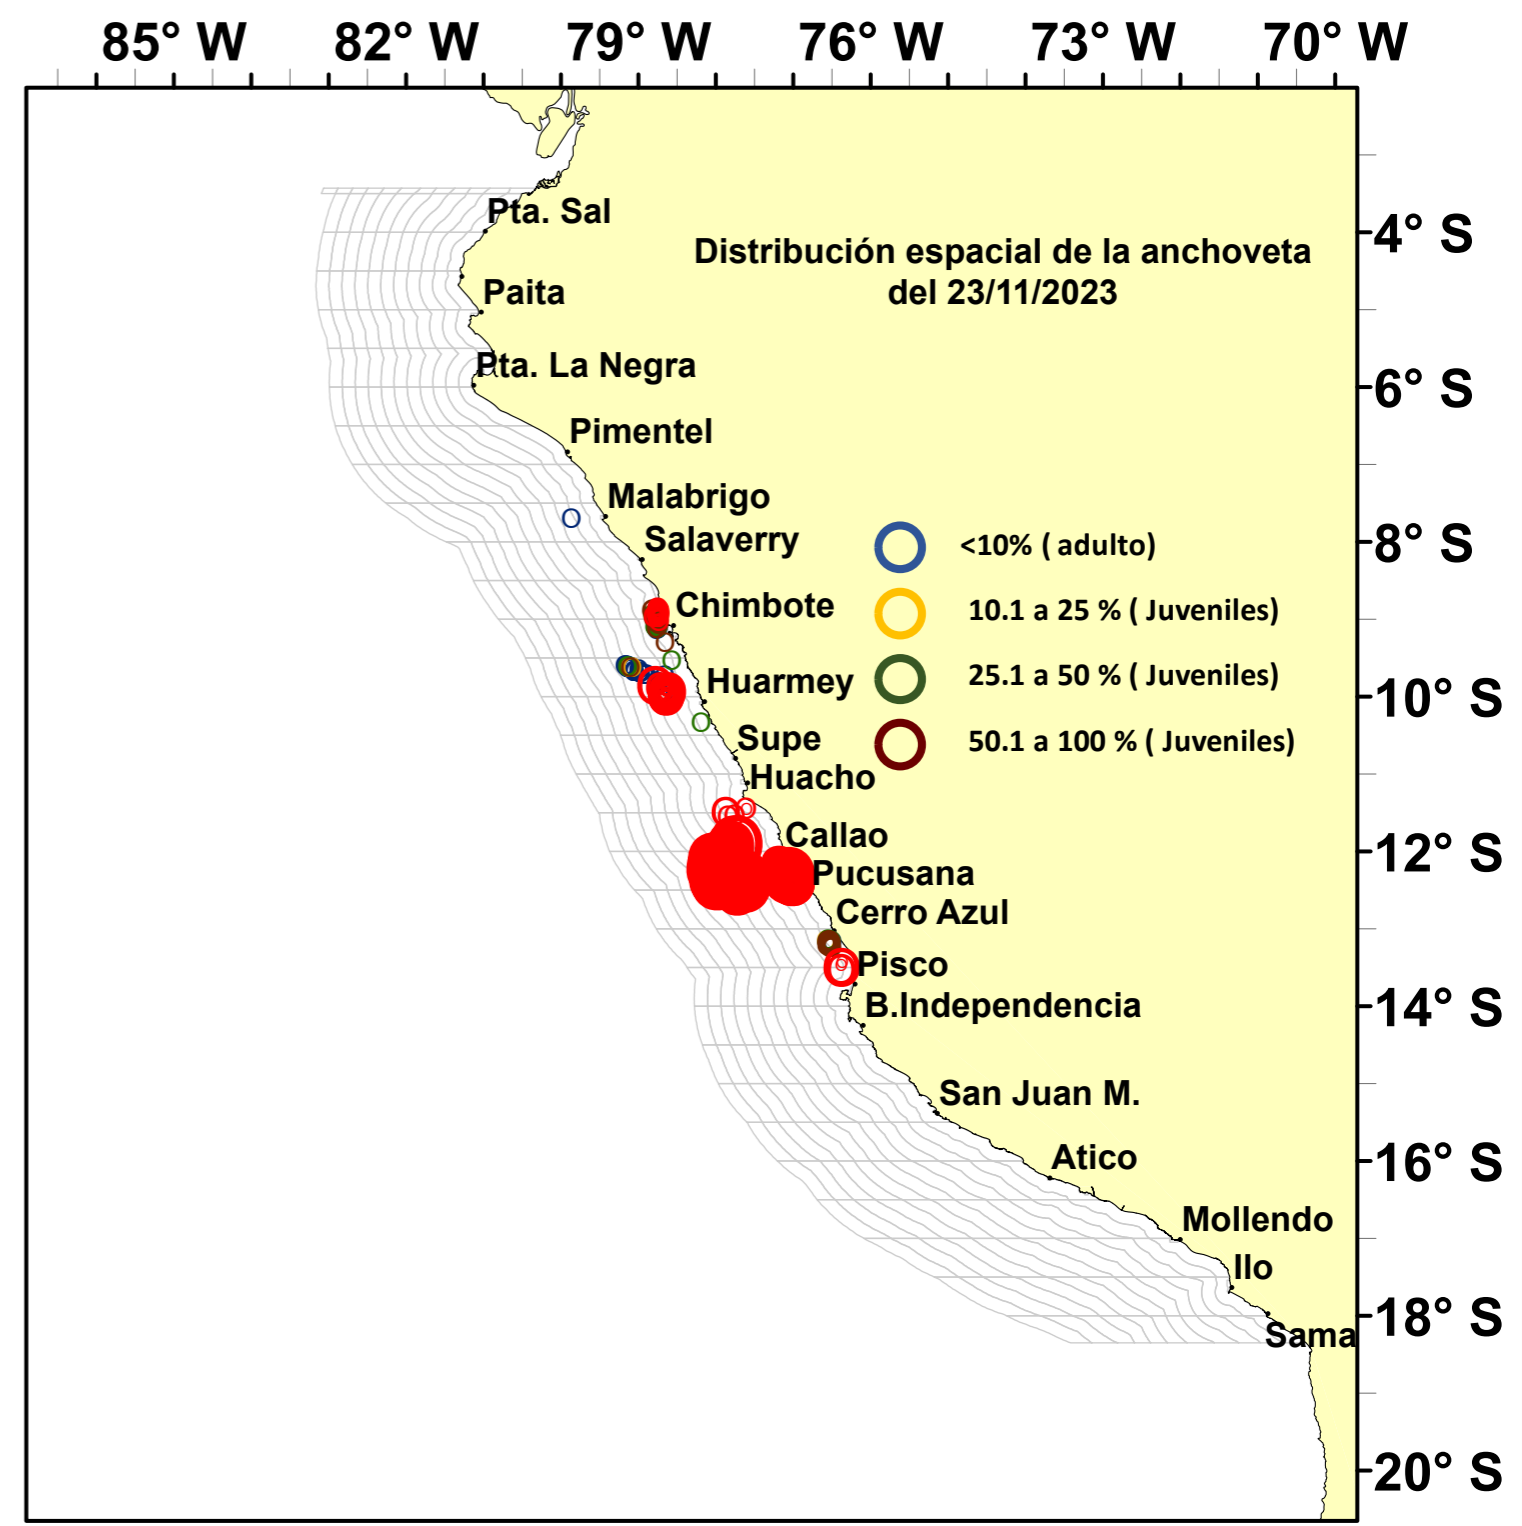 85° W 82° W 79° W 76° W 73° W 70° W
Pta. Sal
4° S
Distribución espacial de la anchoveta
del 23/11/2023
Paita
Pta. La Negra
6° S
Pimentel
Malabrigo
Salaverry
8° S
<10% ( adulto)
Chimbote
10.1 a 25 % ( Juveniles)
Huarmey
25.1 a 50 % ( Juveniles)
10° S
Supe
50.1 a 100 % ( Juveniles)
Huacho
Callao
12° S
Pucusana
Cerro Azul
Pisco
B.Independencia
14° S
San Juan M.
Atico
16° S
Mollendo
Ilo
18° S
Sama
20° S